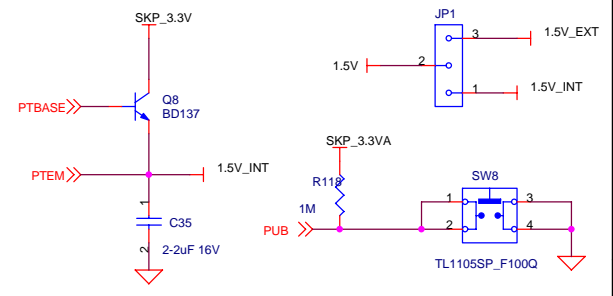 SKP_3.3V
PTBASE
Q8
BD137
PTEM
1.5V_INT
1
C35
2
2-2uF 16V
JP1
3
1.5V_EXT
1.5V
2
1
1.5V_INT
SKP_3.3VA
R118
1M
PUB
SW8
1
3
2
4
TL1105SP_F100Q